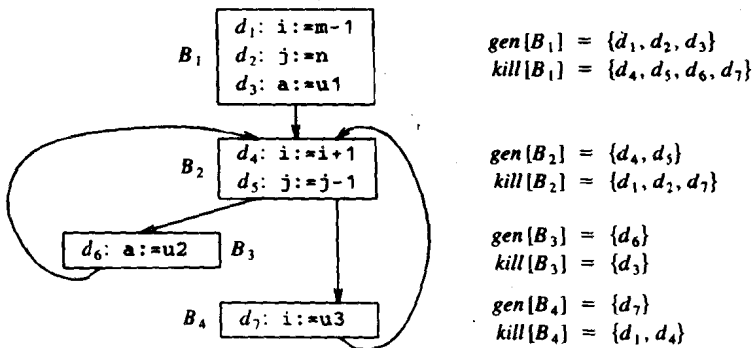 d₁: i:=m-1
B₁ d₂: j:=n
d₃: a:=u1
gen[B₁] = {d₁, d₂, d₃}
kill[B₁] = {d₄, d₅, d₆, d₇}
d₄: i:=i+1
B₂
d₅: j:=j-1
gen[B₂] = {d₄, d₅}
kill[B₂] = {d₁, d₂, d₇}
d₆: a:=u2 B₃
gen[B₃] = {d₆}
kill[B₃] = {d₃}
B₄ d₇: i:=u3
gen[B₄] = {d₇}
kill[B₄] = {d₁, d₄}